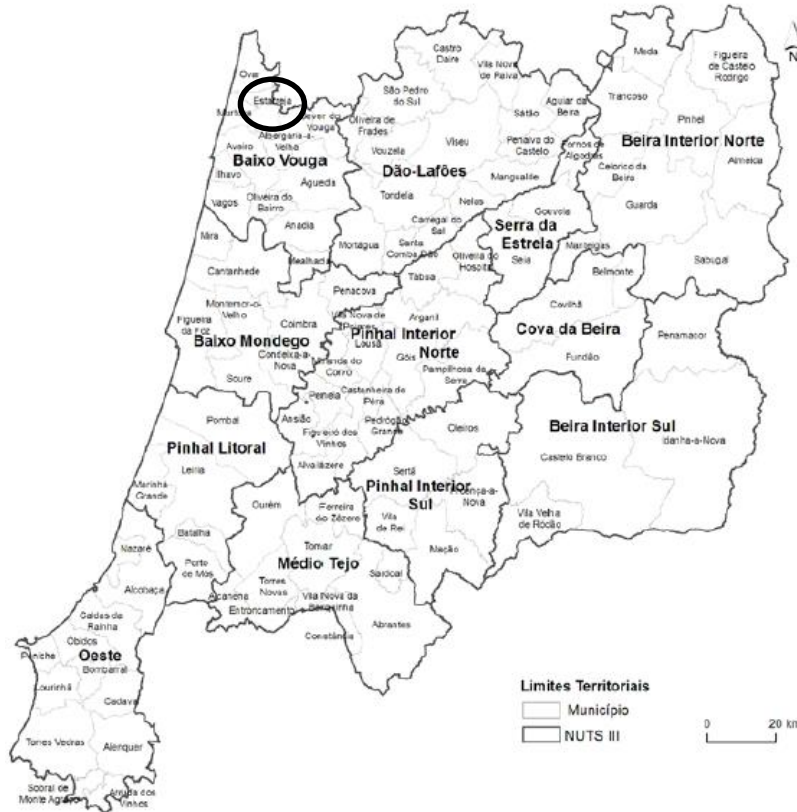 Ovar
Estarreja
Murtosa
Sever do
Vouga
Albergaria-a-
Velha
Aveiro
Baixo Vouga
Ílhavo
Águeda
Vagos
Oliveira do
Bairro
Anadia
Mealhada
Castro
Daire
Vila Nova
de Paiva
São Pedro
do Sul
Oliveira de
Frades
Sátão
Aguiar da
Beira
Vouzela
Viseu
Penalva do
Castelo
Dão-Lafões
Mangualde
Tondela
Nelas
Carregal do
Sal
Mortágua
Santa
Comba Dão
Meda
Figueira
de Castelo
Rodrigo
Trancoso
Pinhel
Fornos de
Algodres
Beira Interior Norte
Celorico da
Beira
Almeida
Guarda
Manteigas
Sabugal
Gouveia
Serra da
Estrela
Seia
Mira
Cantanhede
Montemor-o-
Velho
Figueira
da Foz
Coimbra
Baixo Mondego
Condeixa-a-
Nova
Soure
Penacova
Tábua
Oliveira do
Hospital
Vila Nova de
Poiares
Arganil
Lousã
Pinhal Interior
Norte
Góis
Miranda do
Corvo
Pampilhosa da
Serra
Penela
Castanheira de
Pêra
Ansião
Pedrógão
Grande
Figueiró dos
Vinhos
Alvaiázere
Belmonte
Covilhã
Cova da Beira
Fundão
Penamacor
Beira Interior Sul
Idanha-a-Nova
Castelo Branco
Vila Velha
de Ródão
Pombal
Pinhal Litoral
Leiria
Marinha
Grande
Batalha
Porto
de Mós
Oleiros
Sertã
Pinhal Interior
Sul
Proença-a-
Nova
Vila
de Rei
Mação
Ourém
Ferreira
do Zêzere
Tomar
Médio Tejo
Sardoal
Alcanena
Torres
Novas
Entroncamento
Vila Nova da
Barquinha
Constância
Abrantes
Nazaré
Alcobaça
Caldas da
Rainha
Óbidos
Peniche
Oeste
Bombarral
Lourinhã
Cadaval
Torres Vedras
Alenquer
Sobral de
Monte Agraço
Arruda dos
Vinhos
Limites Territoriais
Município
NUTS III
0 20 km
N